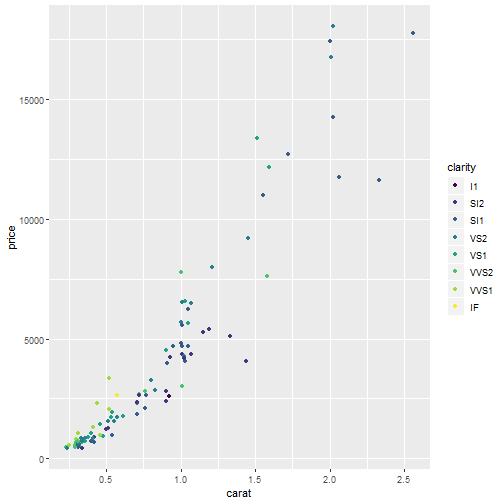 15000
10000
5000
0
price
0.5 1.0 1.5 2.0 2.5
carat
clarity
I1
SI2
SI1
VS2
VS1
VVS2
VVS1
IF